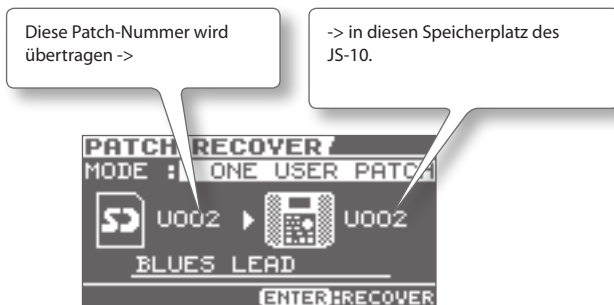 Diese Patch-Nummer wird
übertragen ->
-> in diesen Speicherplatz des
JS-10.
PATCH RECOVER
MODE : ONE USER PATCH
SD U002 U002
BLUES LEAD
ENTER:RECOVER